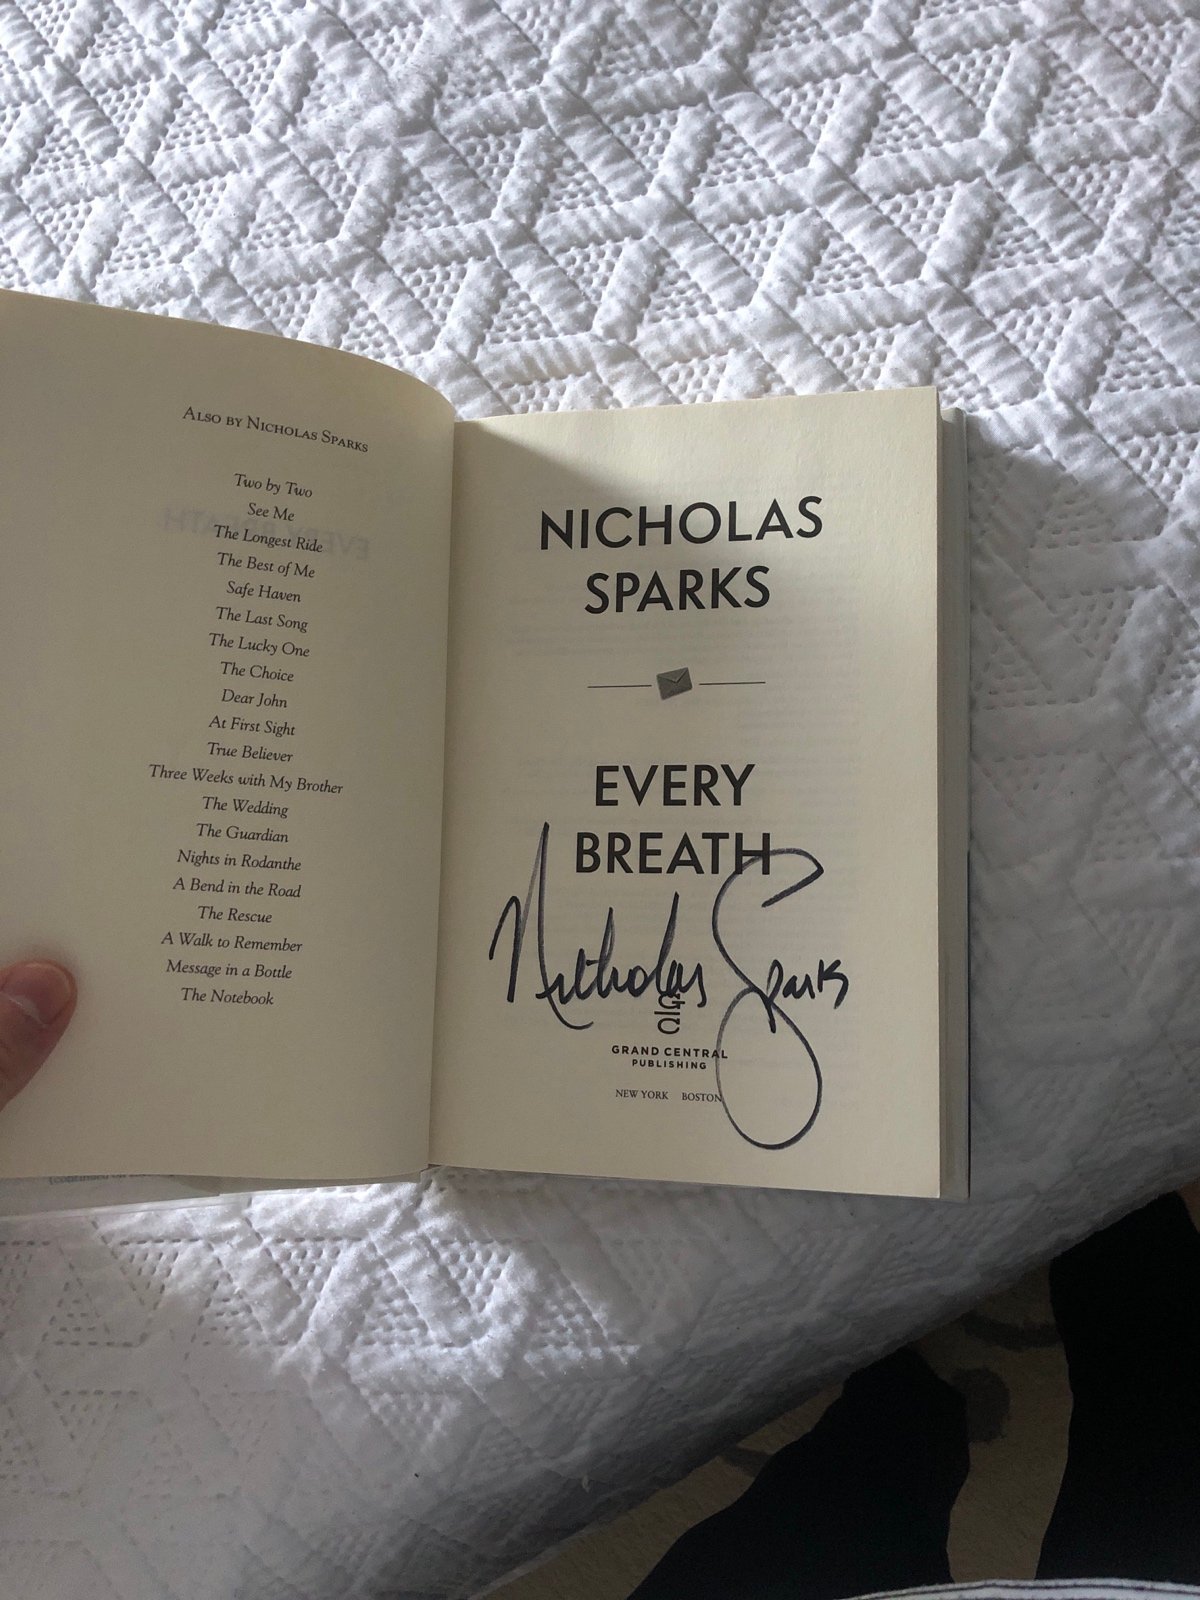 ALSO BY NICHOLAS SPARKS
Two by Two
See Me
The Longest Ride
The Best of Me
Safe Haven
The Last Song
The Lucky One
The Choice
Dear John
At First Sight
True Believer
Three Weeks with My Brother
The Wedding
The Guardian
Nights in Rodanthe
A Bend in the Road
The Rescue
A Walk to Remember
Message in a Bottle
The Notebook
NICHOLAS
SPARKS
EVERY
BREATH
Nicholas Sparks
GRAND CENTRAL
PUBLISHING
NEW YORK BOSTON